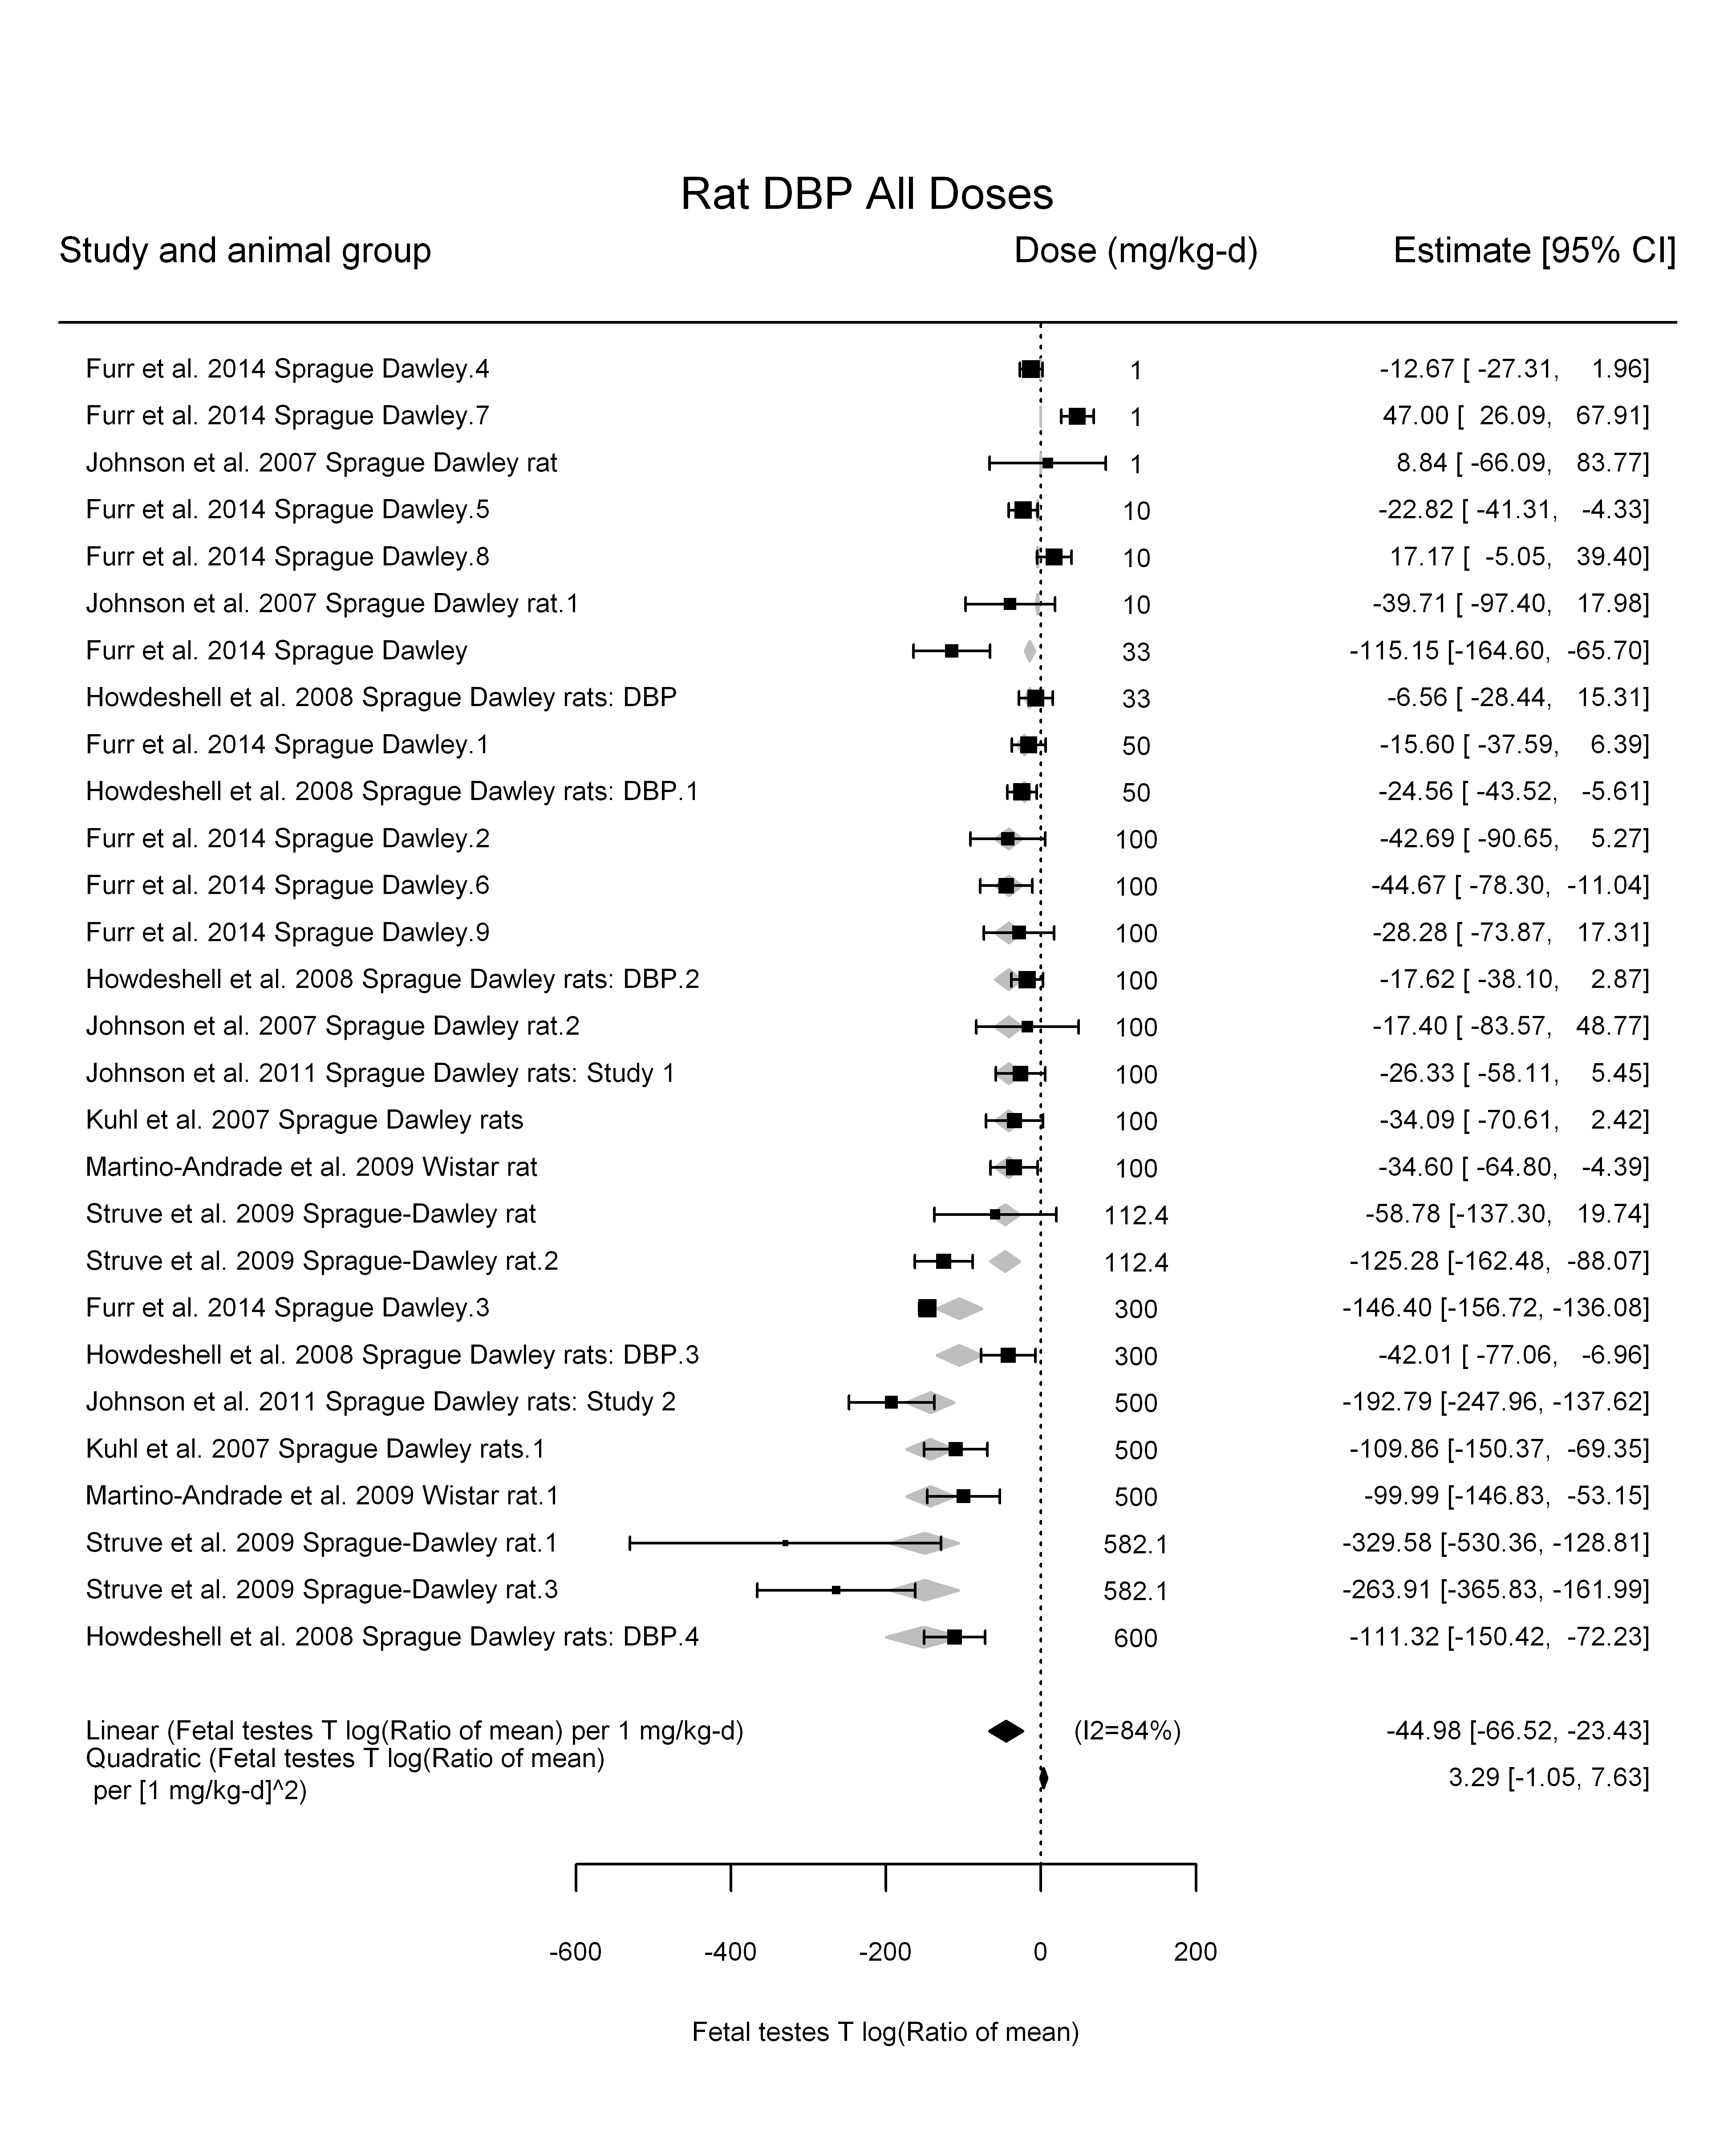 Rat DBP All Doses
Study and animal group Dose (mg/kg-d) Estimate [95% CI]
Furr et al. 2014 Sprague Dawley.4 1 -12.67 [ -27.31, 1.96]
Furr et al. 2014 Sprague Dawley.7 1 47.00 [ 26.09, 67.91]
Johnson et al. 2007 Sprague Dawley rat 1 8.84 [ -66.09, 83.77]
Furr et al. 2014 Sprague Dawley.5 10 -22.82 [ -41.31, -4.33]
Furr et al. 2014 Sprague Dawley.8 10 17.17 [ -5.05, 39.40]
Johnson et al. 2007 Sprague Dawley rat.1 10 -39.71 [ -97.40, 17.98]
Furr et al. 2014 Sprague Dawley 33 -115.15 [-164.60, -65.70]
Howdeshell et al. 2008 Sprague Dawley rats: DBP 33 -6.56 [ -28.44, 15.31]
Furr et al. 2014 Sprague Dawley.1 50 -15.60 [ -37.59, 6.39]
Howdeshell et al. 2008 Sprague Dawley rats: DBP.1 50 -24.56 [ -43.52, -5.61]
Furr et al. 2014 Sprague Dawley.2 100 -42.69 [ -90.65, 5.27]
Furr et al. 2014 Sprague Dawley.6 100 -44.67 [ -78.30, -11.04]
Furr et al. 2014 Sprague Dawley.9 100 -28.28 [ -73.87, 17.31]
Howdeshell et al. 2008 Sprague Dawley rats: DBP.2 100 -17.62 [ -38.10, 2.87]
Johnson et al. 2007 Sprague Dawley rat.2 100 -17.40 [ -83.57, 48.77]
Johnson et al. 2011 Sprague Dawley rats: Study 1 100 -26.33 [ -58.11, 5.45]
Kuhl et al. 2007 Sprague Dawley rats 100 -34.09 [ -70.61, 2.42]
Martino-Andrade et al. 2009 Wistar rat 100 -34.60 [ -64.80, -4.39]
Struve et al. 2009 Sprague-Dawley rat 112.4 -58.78 [-137.30, 19.74]
Struve et al. 2009 Sprague-Dawley rat.2 112.4 -125.28 [-162.48, -88.07]
Furr et al. 2014 Sprague Dawley.3 300 -146.40 [-156.72, -136.08]
Howdeshell et al. 2008 Sprague Dawley rats: DBP.3 300 -42.01 [ -77.06, -6.96]
Johnson et al. 2011 Sprague Dawley rats: Study 2 500 -192.79 [-247.96, -137.62]
Kuhl et al. 2007 Sprague Dawley rats.1 500 -109.86 [-150.37, -69.35]
Martino-Andrade et al. 2009 Wistar rat.1 500 -99.99 [-146.83, -53.15]
Struve et al. 2009 Sprague-Dawley rat.1 582.1 -329.58 [-530.36, -128.81]
Struve et al. 2009 Sprague-Dawley rat.3 582.1 -263.91 [-365.83, -161.99]
Howdeshell et al. 2008 Sprague Dawley rats: DBP.4 600 -111.32 [-150.42, -72.23]
Linear (Fetal testes T log(Ratio of mean) per 1 mg/kg-d) (I2=84%) -44.98 [-66.52, -23.43]
Quadratic (Fetal testes T log(Ratio of mean)
per [1 mg/kg-d]^2) 3.29 [-1.05, 7.63]
-600 -400 -200 0 200
Fetal testes T log(Ratio of mean)